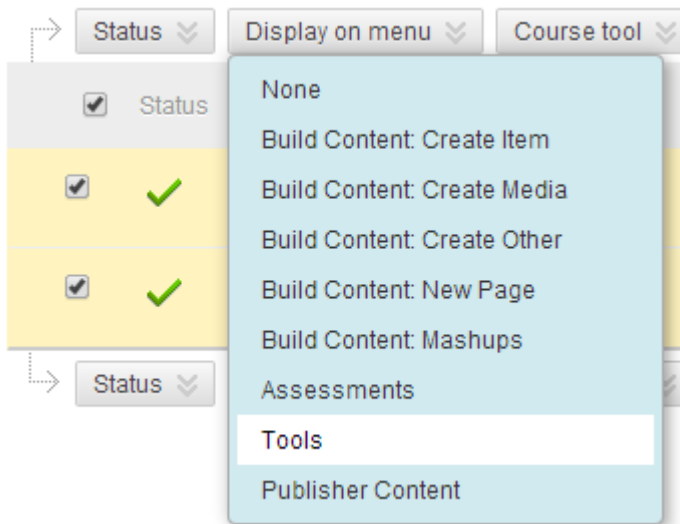 Status Display on menu Course tool
Status
None
Build Content: Create Item
Build Content: Create Media
Build Content: Create Other
Build Content: New Page
Build Content: Mashups
Assessments
Tools
Publisher Content
Status